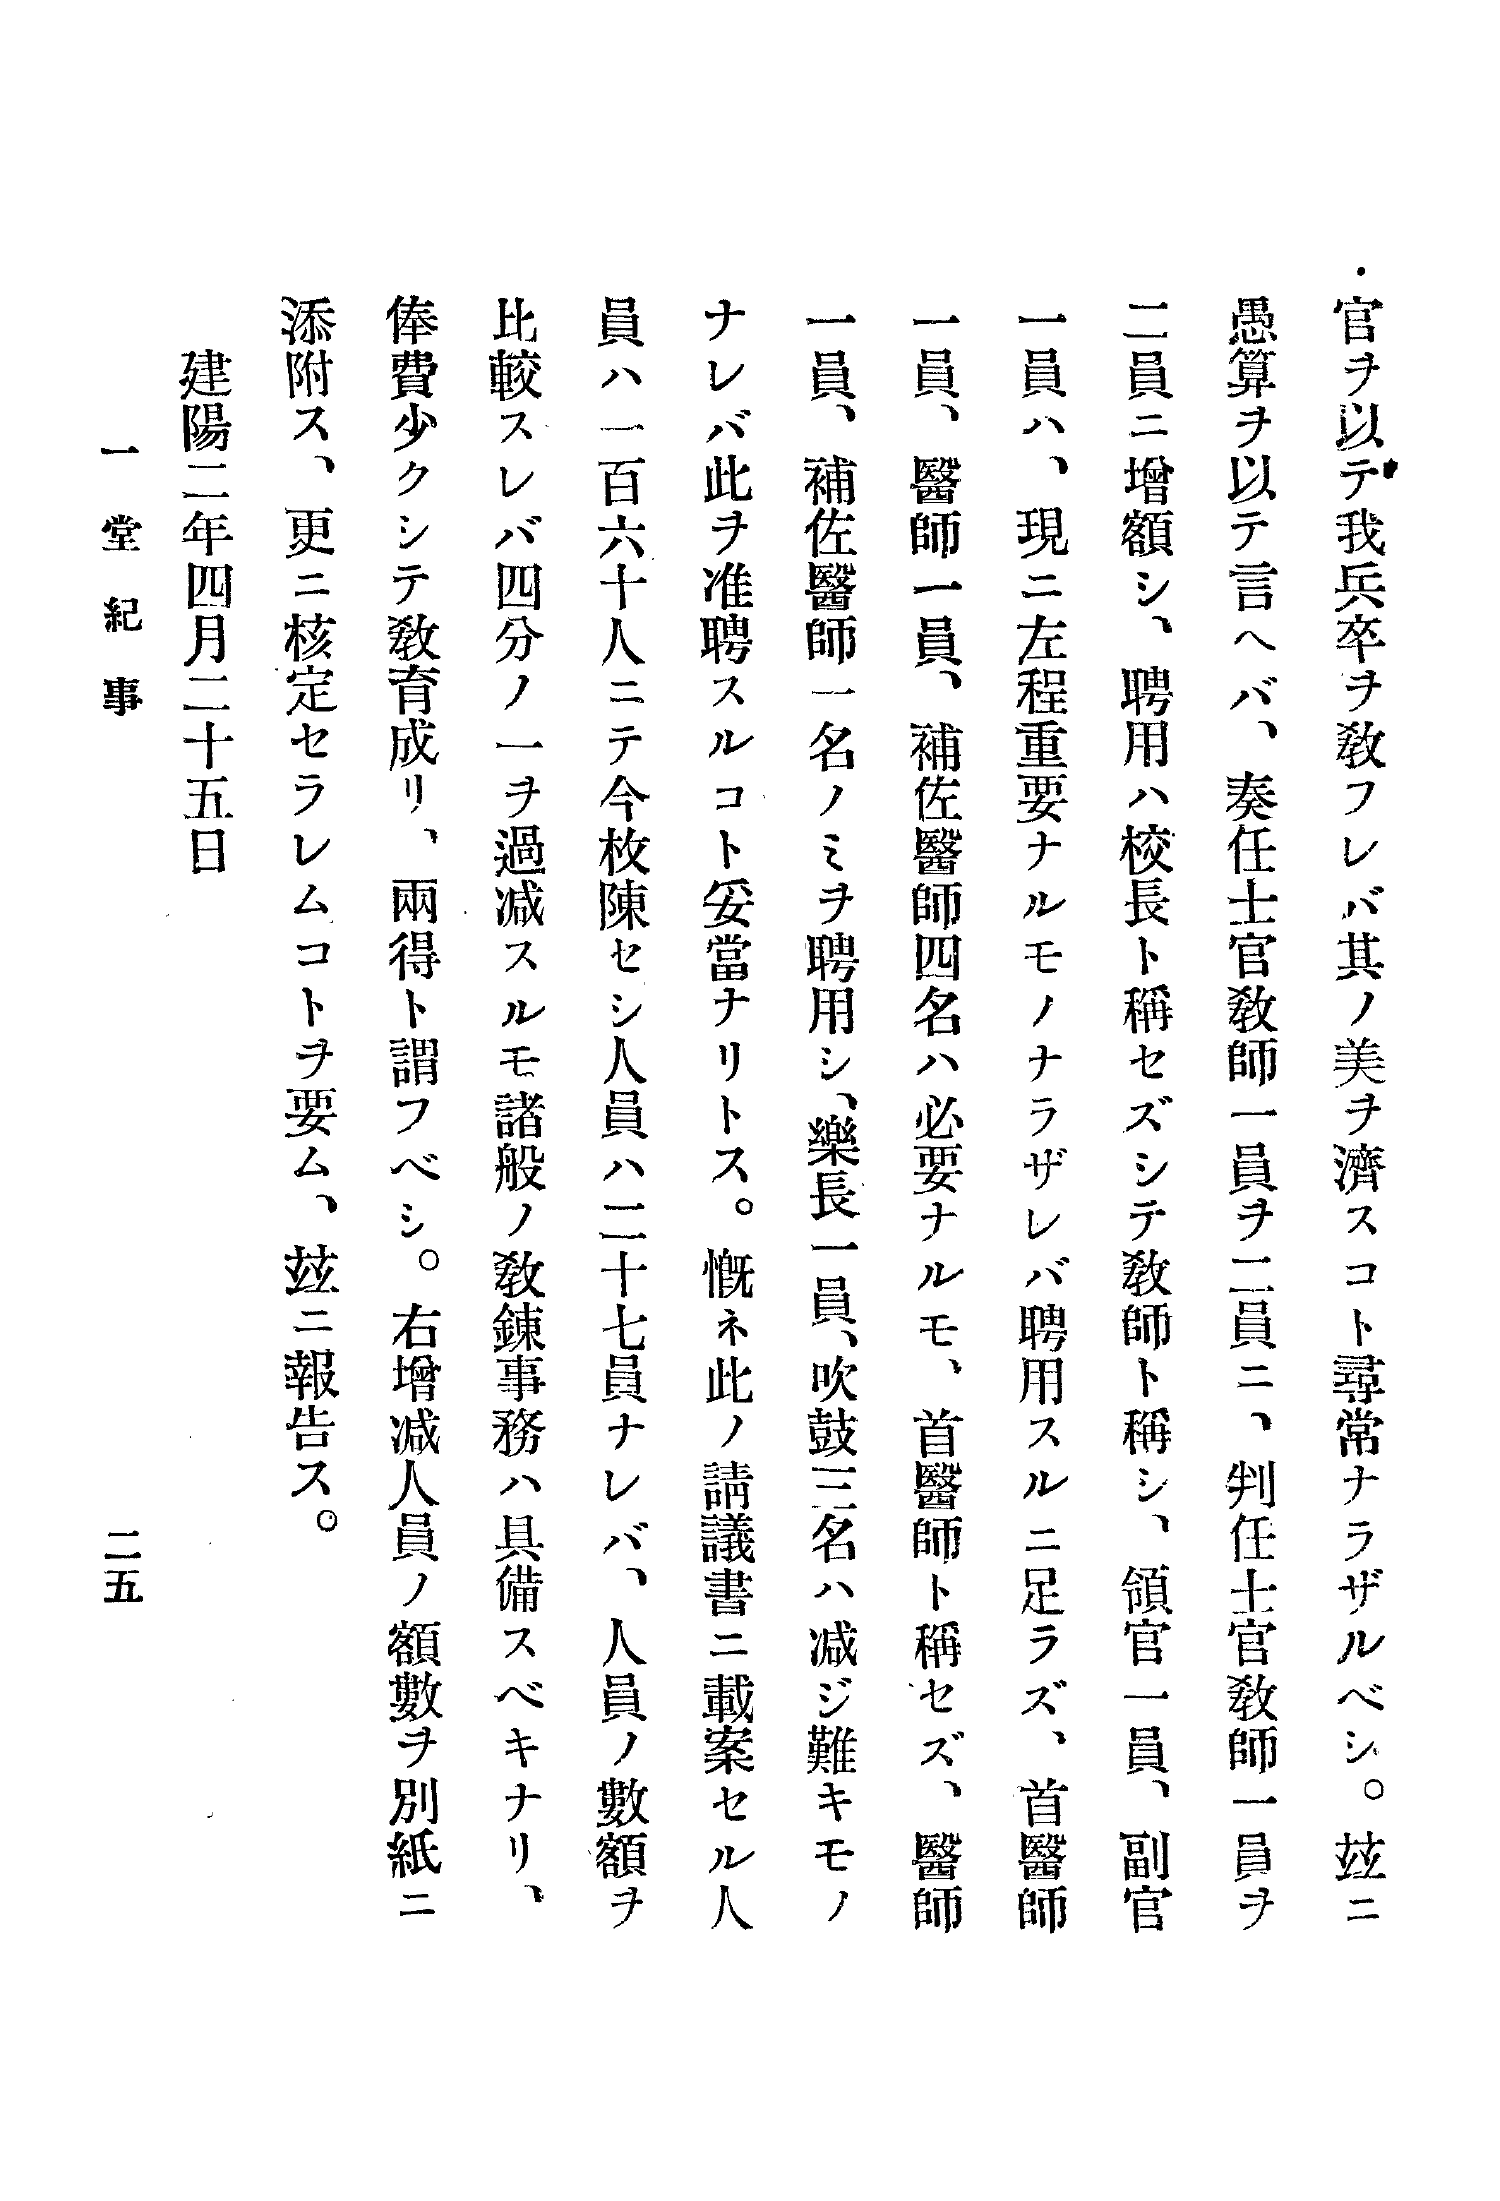 官ヲ以テ我兵卒ヲ敎フレバ其ノ美ヲ濟スコト尋常ナラザルベシ。玆ニ
愚算ヲ以テ言ヘバ、奏任士官敎師一員ヲ二員ニ、判任士官敎師一員ヲ
二員ニ增額シ、聘用ハ校長ト稱セズシテ敎師ト稱シ、領官一員、副官
一員ハ、現ニ左程重要ナルモノナラザレバ聘用スルニ足ラズ、首醫師
一員、醫師一員、補佐醫師四名ハ必要ナルモ、首醫師ト稱セズ、醫師
一員、補佐醫師一名ノミヲ聘用シ、樂長一員、吹鼓三名ハ減ジ難キモノ
ナレバ此ヲ准聘スルコト妥當ナリトス。慨ネ此ノ請議書ニ載案セル人
員ハ一百六十人ニテ今枚陳セシ人員ハ二十七員ナレバ、人員ノ數額ヲ
比較スレバ四分ノ一ヲ過減スルモ諸般ノ敎錬事務ハ具備スベキナリ、
俸費少クシテ敎育成リ、兩得ト謂フベシ。右增減人員ノ額數ヲ別紙ニ
添附ス、更ニ核定セラレムコトヲ要ム、玆ニ報告ス。
建陽二年四月二十五日
一堂紀事 二五